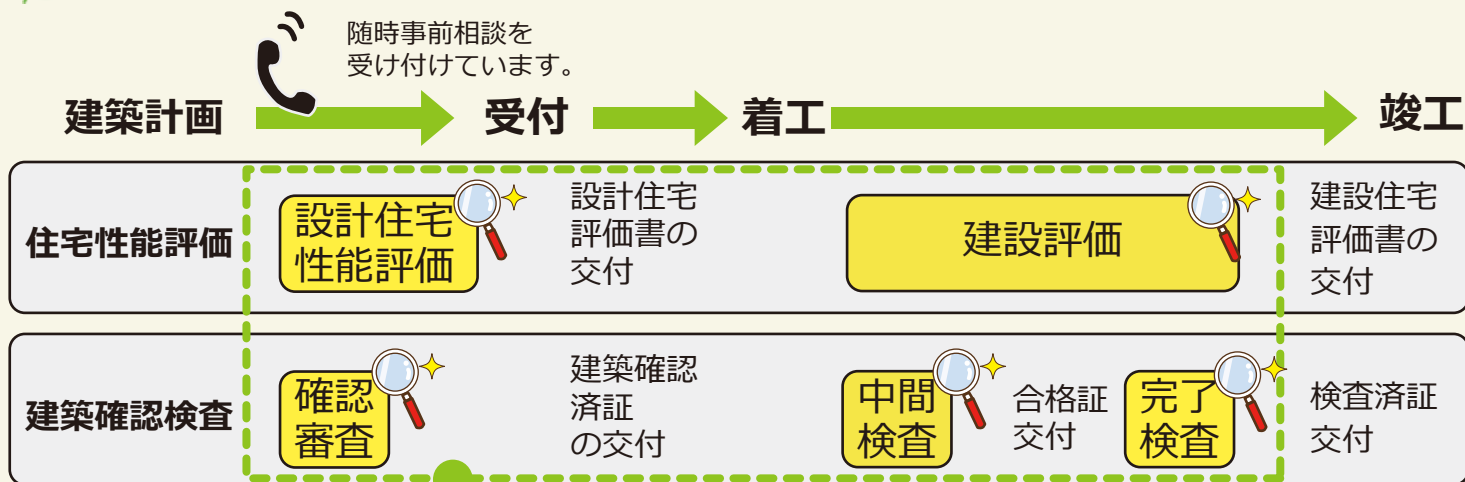 随時事前相談を
受け付けています。
建築計画
受付
着工
竣工
住宅性能評価
設計住宅
性能評価
設計住宅
評価書の
交付
建設評価
建設住宅
評価書の
交付
建築確認検査
確認
審査
建築確認
済証
の交付
中間
検査
合格証
交付
完了
検査
検査済証
交付